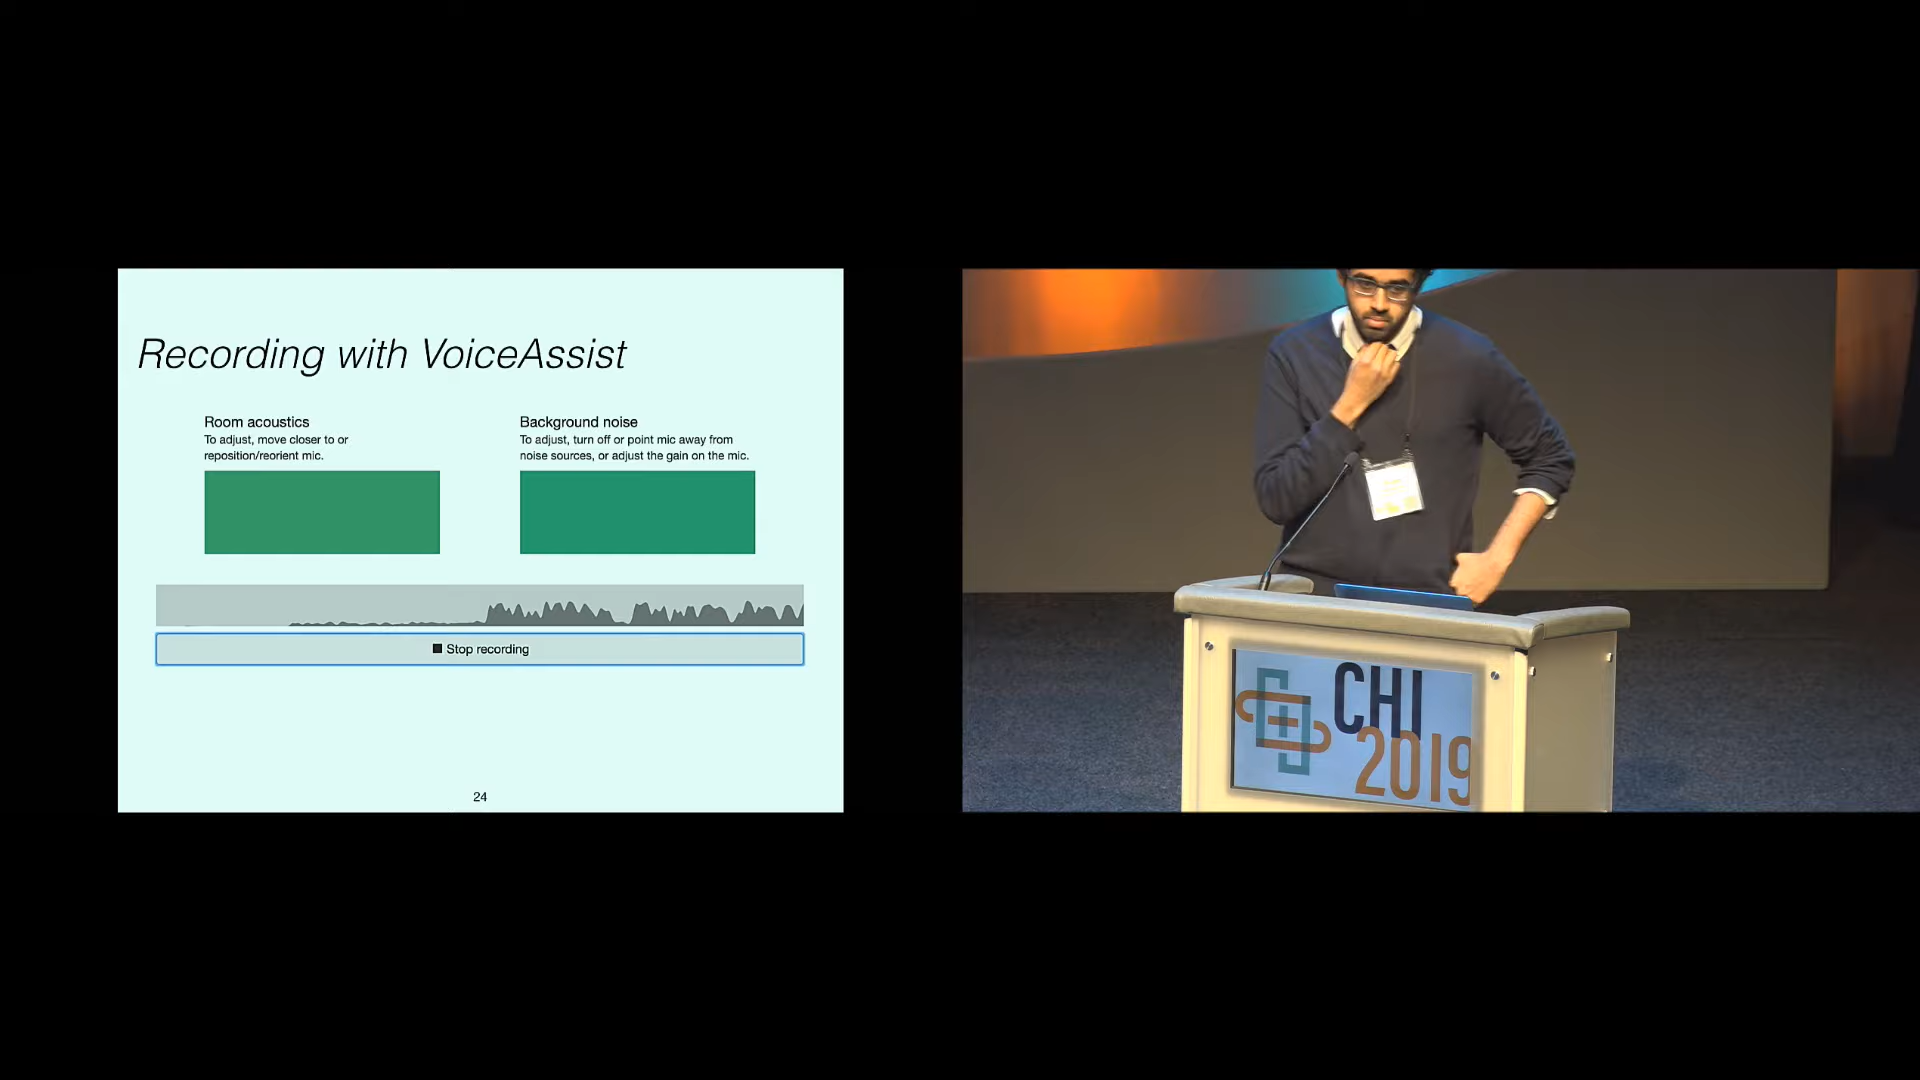 Recording with VoiceAssist
Room acoustics
To adjust, move closer to or
reposition/reorient mic.
Background noise
To adjust, turn off or point mic away from
noise sources, or adjust the gain on the mic.
Stop recording
24
CHI
2019